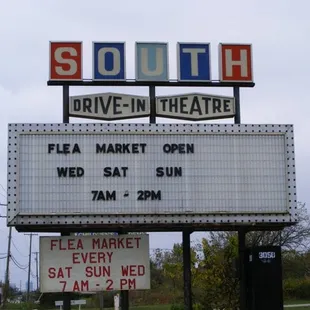 SOUTH
DRIVE-IN THEATRE
FLEA MARKET OPEN
WED SAT SUN
7AM - 2PM
FLEA MARKET
EVERY
SAT SUN WED
7 AM - 2 PM
3050